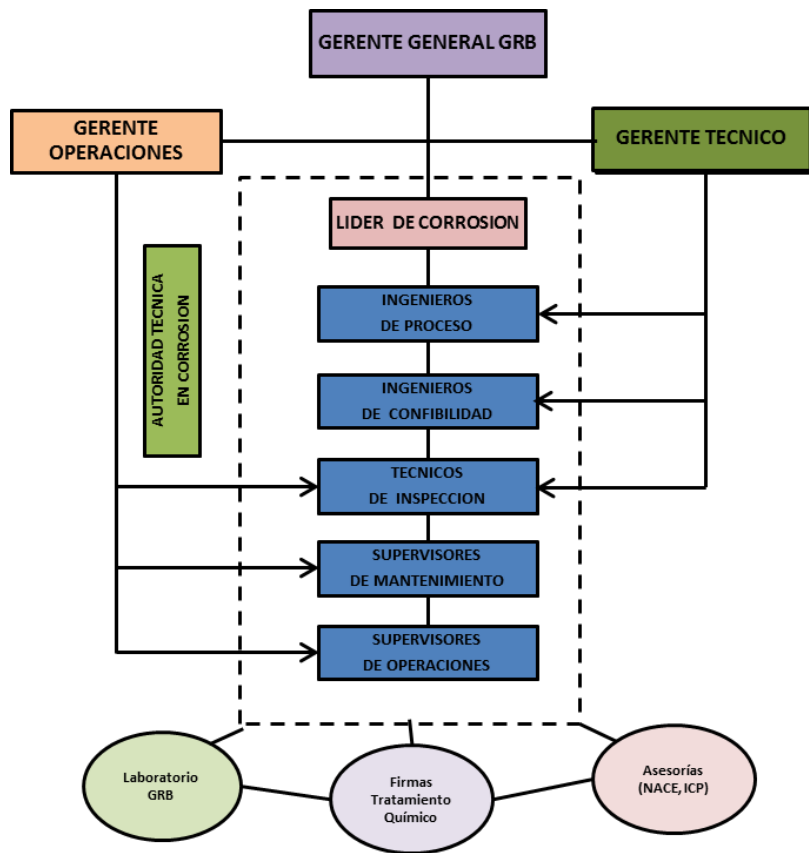 GERENTE GENERAL GRB
GERENTE
OPERACIONES
GERENTE TECNICO
LIDER DE CORROSION
AUTORIDAD TECNICA
EN CORROSION
INGENIEROS
DE PROCESO
INGENIEROS
DE CONFIBILIDAD
TECNICOS
DE INSPECCION
SUPERVISORES
DE MANTENIMIENTO
SUPERVISORES
DE OPERACIONES
Laboratorio
GRB
Firmas
Tratamiento
Químico
Asesorías
(NACE, ICP)